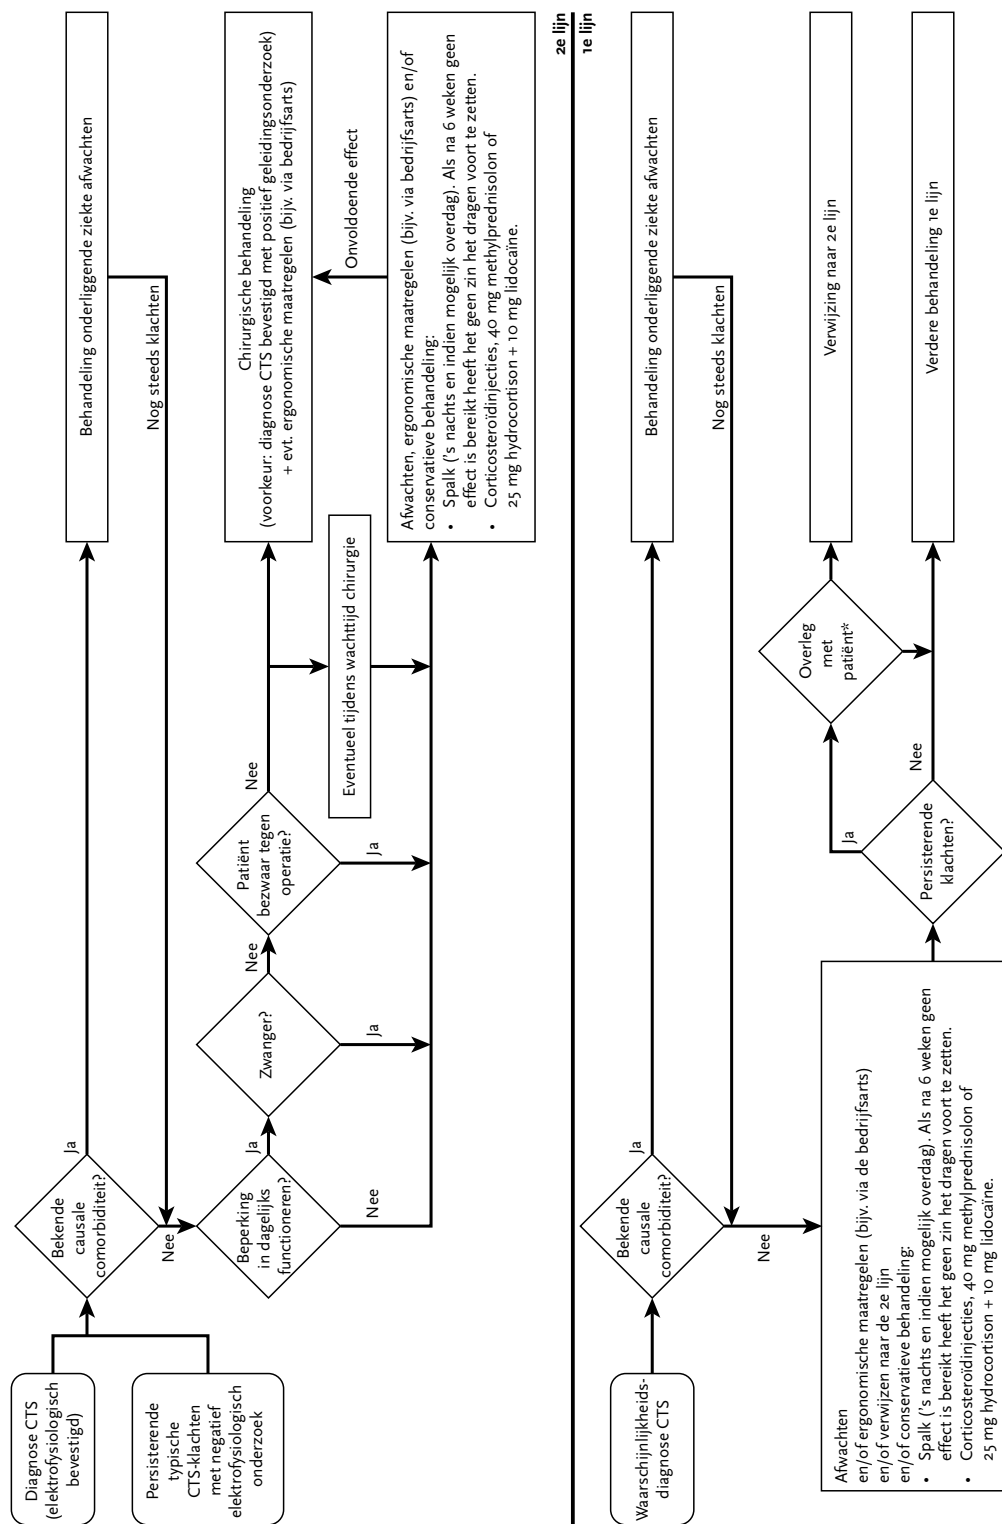 Diagnose CTS
(elektrofysiologisch
bevestigd)
Persisterende
typische
CTS-klachten
met negatief
elektrofysiologisch
onderzoek
Bekende
causale
comorbiditeit?
Ja
Behandeling onderliggende ziekte afwachten
Nog steeds klachten
Nee
Beperking
in dagelijks
functioneren?
Ja
Nee
Zwanger?
Nee
Ja
Patiënt
bezwaar tegen
operatie?
Nee
Ja
Eventueel tijdens wachttijd chirurgie
Chirurgische behandeling
(voorkeur: diagnose CTS bevestigd met positief geleidingsonderzoek)
+ evt. ergonomische maatregelen (bijv. via bedrijfsarts)
Onvoldoende effect
Afwachten, ergonomische maatregelen (bijv. via bedrijfsarts) en/of
conservatieve behandeling:
• Spalk ('s nachts en indien mogelijk overdag). Als na 6 weken geen
effect is bereikt heeft het geen zin het dragen voort te zetten.
• Corticosteroïdinjecties, 40 mg methylprednisolon of
25 mg hydrocortison + 10 mg lidocaïne.
2e lijn
1e lijn
Waarschijnlijkheids-
diagnose CTS
Bekende
causale
comorbiditeit?
Ja
Behandeling onderliggende ziekte afwachten
Nog steeds klachten
Nee
Afwachten
en/of ergonomische maatregelen (bijv. via de bedrijfsarts)
en/of verwijzen naar de 2e lijn
en/of conservatieve behandeling:
• Spalk ('s nachts en indien mogelijk overdag). Als na 6 weken geen
effect is bereikt heeft het geen zin het dragen voort te zetten.
• Corticosteroïdinjecties, 40 mg methylprednisolon of
25 mg hydrocortison + 10 mg lidocaïne.
Persisterende
klachten?
Ja
Nee
Overleg
met
patiënt*
Verwijzing naar 2e lijn
Verdere behandeling 1e lijn